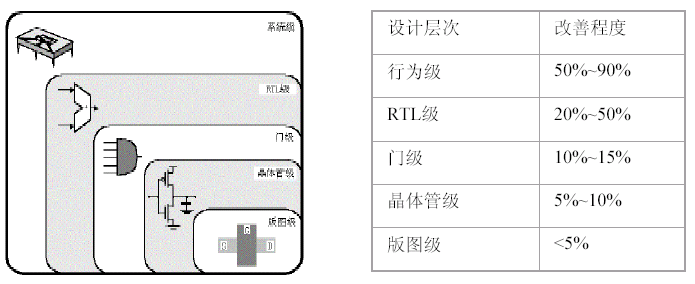 系统级
RTL级
门级
晶体管级
版图级
G
S D
设计层次 改善程度
行为级 50%~90%
RTL级 20%~50%
门级 10%~15%
晶体管级 5%~10%
版图级 <5%